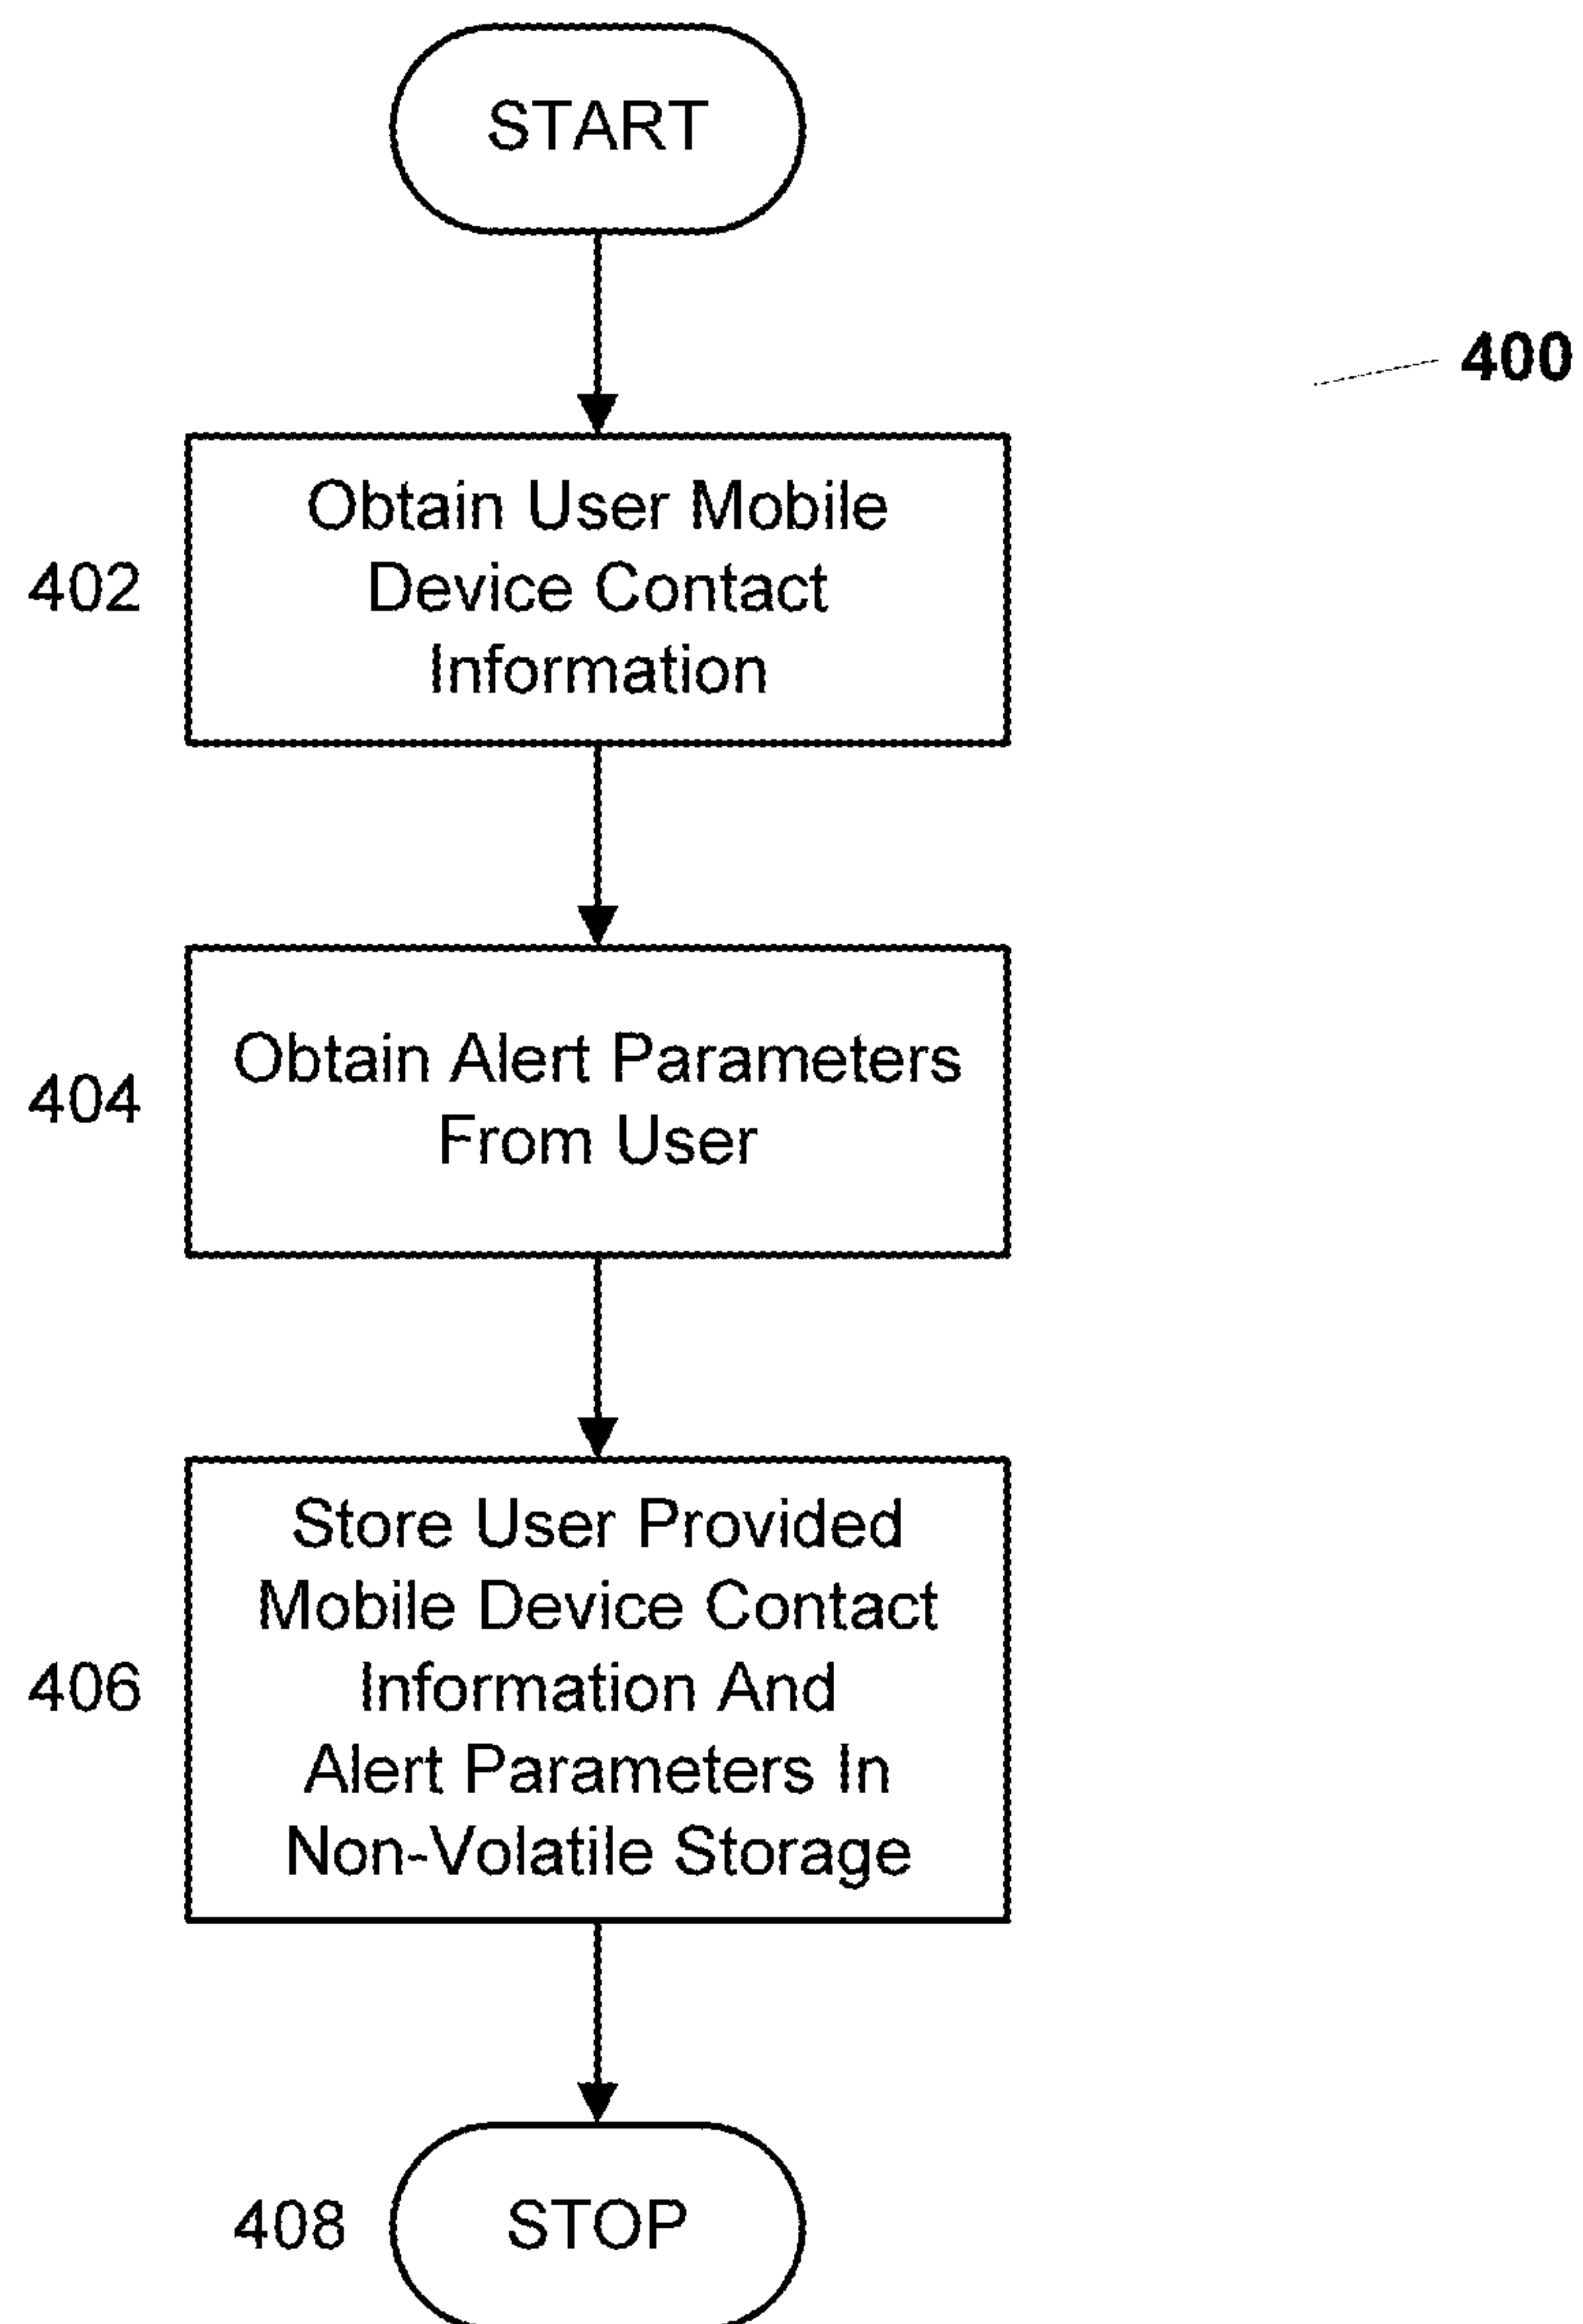 START
400
402
Obtain User Mobile
Device Contact
Information
404
Obtain Alert Parameters
From User
406
Store User Provided
Mobile Device Contact
Information And
Alert Parameters In
Non-Volatile Storage
408
STOP